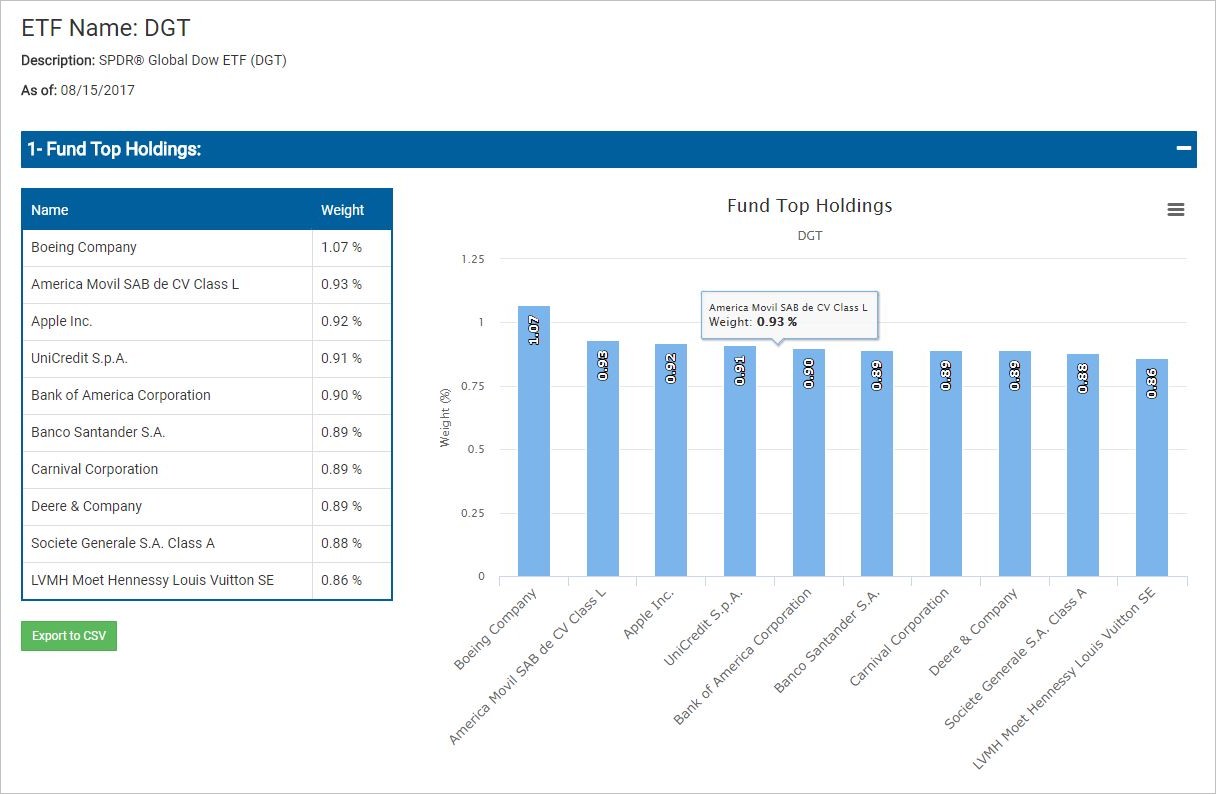 ETF Name: DGT
Description: SPDR® Global Dow ETF (DGT)
As of: 08/15/2017
1- Fund Top Holdings:
Name Weight
Boeing Company 1.07 %
America Movil SAB de CV Class L 0.93 %
Apple Inc. 0.92 %
UniCredit S.p.A. 0.91 %
Bank of America Corporation 0.90 %
Banco Santander S.A. 0.89 %
Carnival Corporation 0.89 %
Deere & Company 0.89 %
Societe Generale S.A. Class A 0.88 %
LVMH Moet Hennessy Louis Vuitton SE 0.86 %
Export to CSV
Fund Top Holdings
DGT
Weight (%)
1.25
1
0.75
0.5
0.25
0
America Movil SAB de CV Class L
Weight: 0.93 %
1.07
0.93
0.92
0.91
0.90
0.89
0.89
0.89
0.88
0.86
Boeing Company
America Movil SAB de CV Class L
Apple Inc.
UniCredit S.p.A.
Bank of America Corporation
Banco Santander S.A.
Carnival Corporation
Deere & Company
Societe Generale S.A. Class A
LVMH Moet Hennessy Louis Vuitton SE